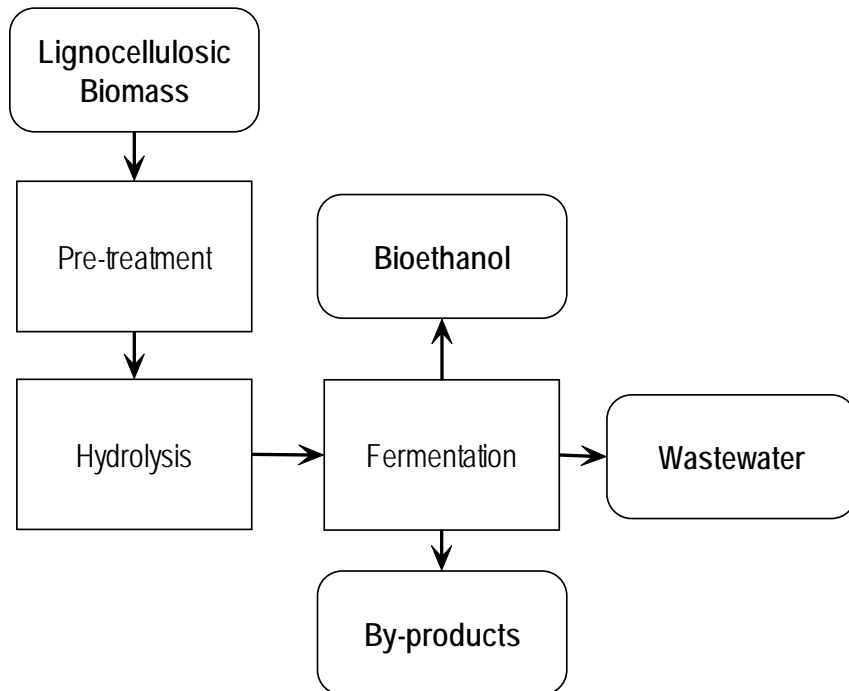 Lignocellulosic
Biomass
Pre-treatment
Bioethanol
Hydrolysis
Fermentation
Wastewater
By-products